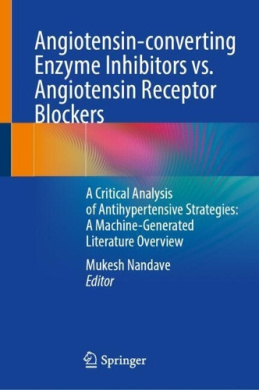 Angiotensin-converting
Enzyme Inhibitors vs.
Angiotensin Receptor
Blockers
A Critical Analysis
of Antihypertensive Strategies:
A Machine-Generated
Literature Overview
Mukesh Nandave
Editor
Springer